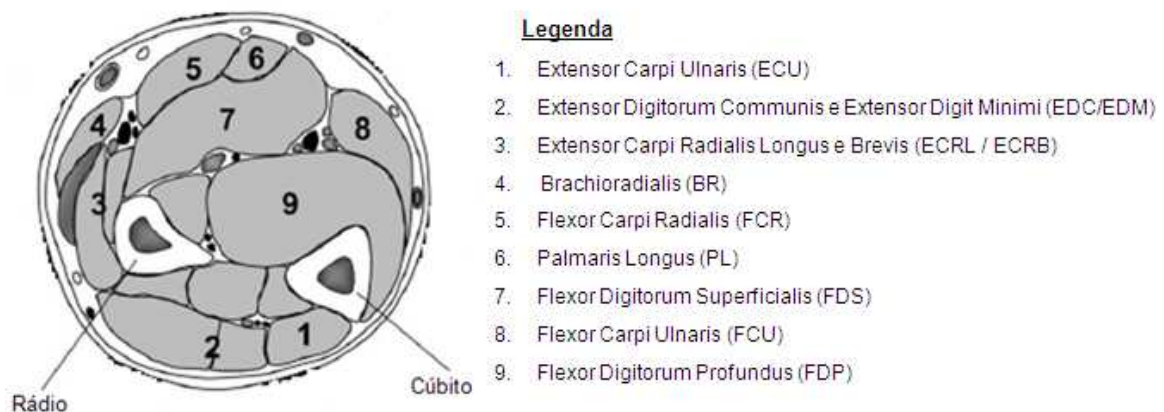 Legenda
1. Extensor Carpi Ulnaris (ECU)
2. Extensor Digitorum Communis e Extensor Digit Minimi (EDC/EDM)
3. Extensor Carpi Radialis Longus e Brevis (ECRL / ECRB)
4. Brachioradialis (BR)
5. Flexor Carpi Radialis (FCR)
6. Palmaris Longus (PL)
7. Flexor Digitorum Superficialis (FDS)
8. Flexor Carpi Ulnaris (FCU)
9. Flexor Digitorum Profundus (FDP)
5
6
4
7
8
3
9
1
2
Rádio
Cúbito